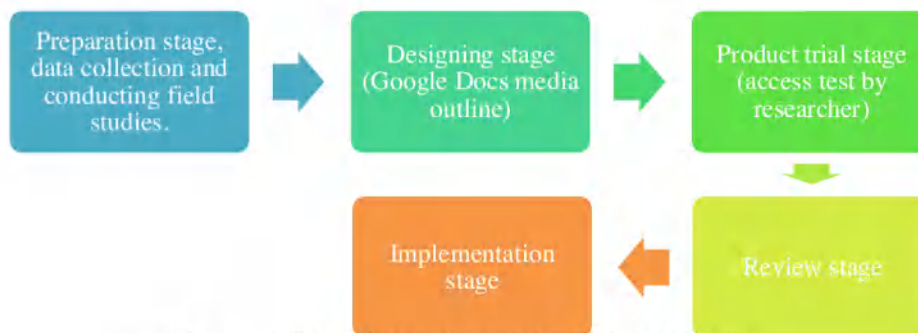 Preparation stage,
data collection and
conducting field
studies.
Designing stage
(Google Docs media
outline)
Product trial stage
(access test by
researcher)
Review stage
Implementation
stage